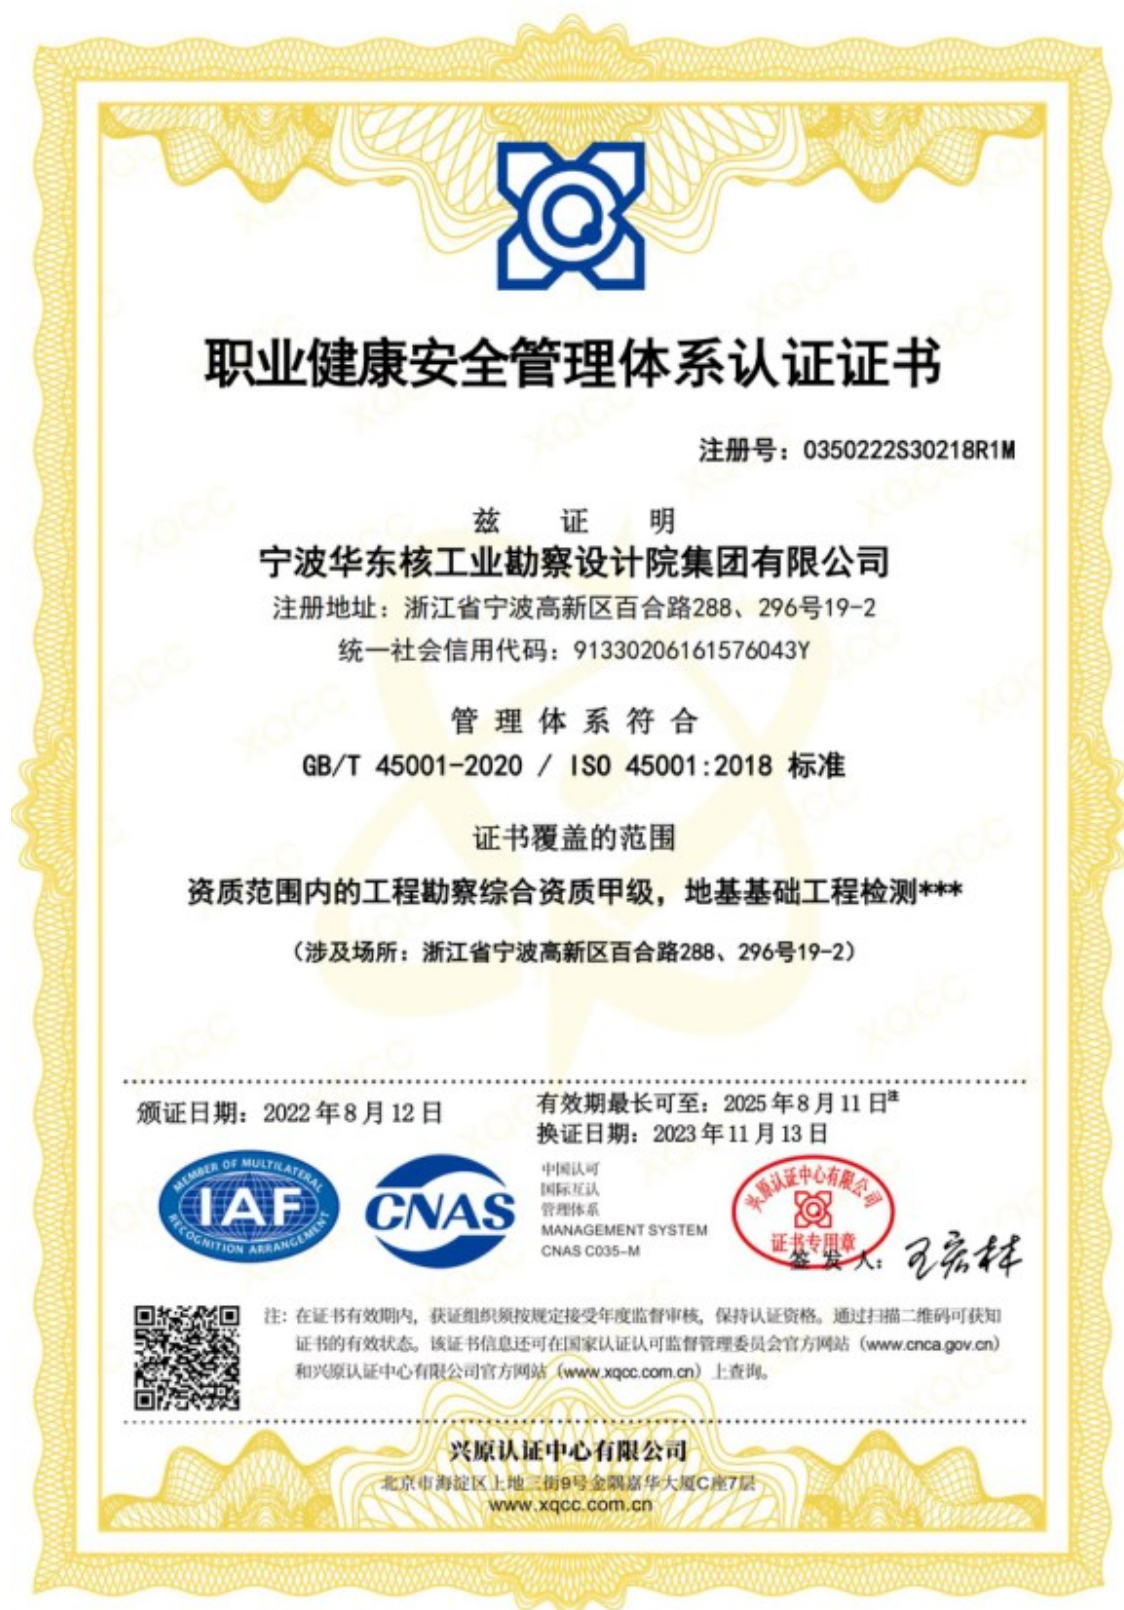 职业健康安全管理体系认证证书
注册号：0350222S30218R1M
兹 证 明
宁波华东核工业勘察设计院集团有限公司
注册地址：浙江省宁波高新区百合路288、296号19-2
统一社会信用代码：91330206161576043Y
管 理 体 系 符 合
GB/T 45001-2020 / ISO 45001:2018 标准
证书覆盖的范围
资质范围内的工程勘察综合资质甲级，地基基础工程检测***
（涉及场所：浙江省宁波高新区百合路288、296号19-2）
颁证日期：2022年8月12日
有效期最长可至：2025年8月11日注
换证日期：2023年11月13日
MEMBER OF MULTILATERAL
IAF
RECOGNITION ARRANGEMENT
CNAS
中国认可
国际互认
管理体系
MANAGEMENT SYSTEM
CNAS C035-M
兴原认证中心有限公司
证书专用章
签 发 人：王宏林
注：在证书有效期内，获证组织须按规定接受年度监督审核，保持认证资格。通过扫描二维码可获知
证书的有效状态。该证书信息还可在国家认证认可监督管理委员会官方网站（www.cnca.gov.cn）
和兴原认证中心有限公司官方网站（www.xqcc.com.cn）上查询。
兴原认证中心有限公司
北京市海淀区上地三街9号金隅嘉华大厦C座7层
www.xqcc.com.cn